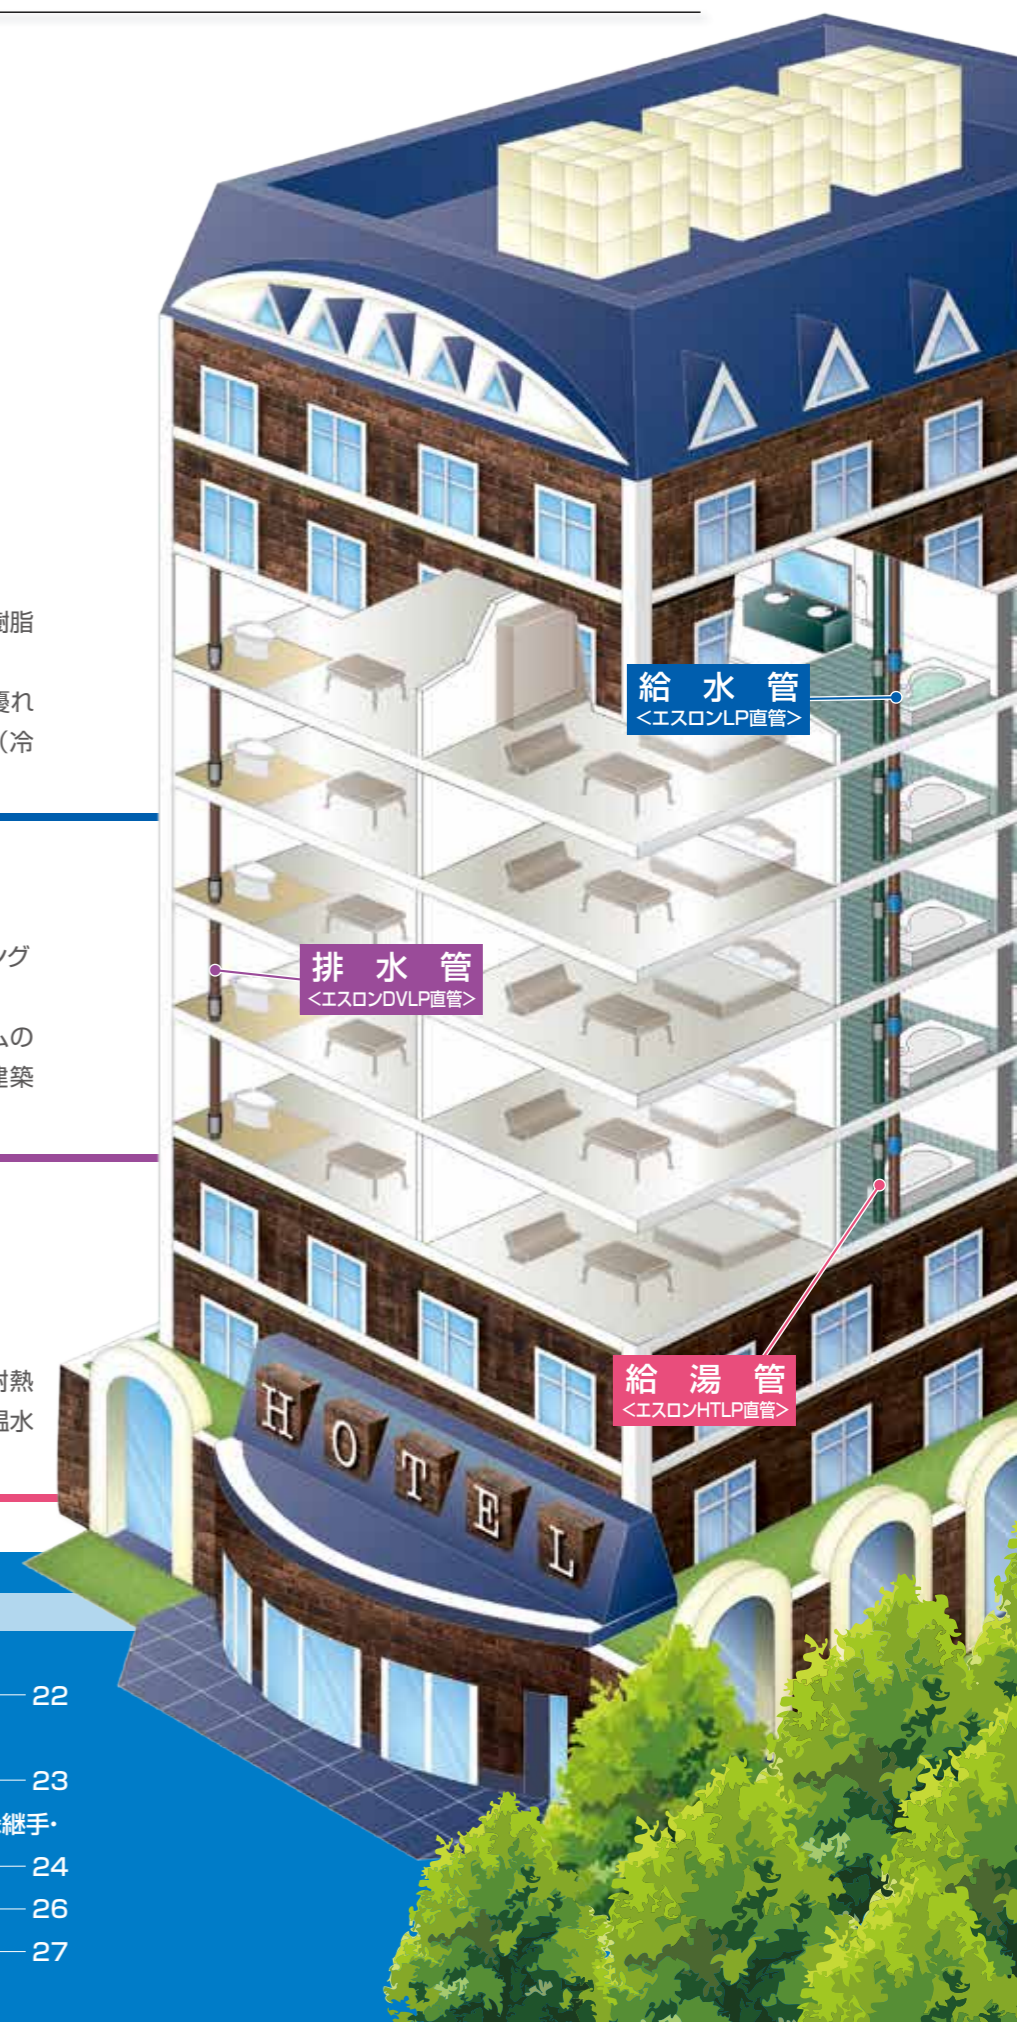 樹脂
優れ
（冷
給水管
<エスロンLP直管>
ング
排水管
<エスロンDVLP直管>
ムの
建築
耐熱
温水
給湯管
<エスロンHTLP直管>
HOTEL
22
23
継手・
24
26
27